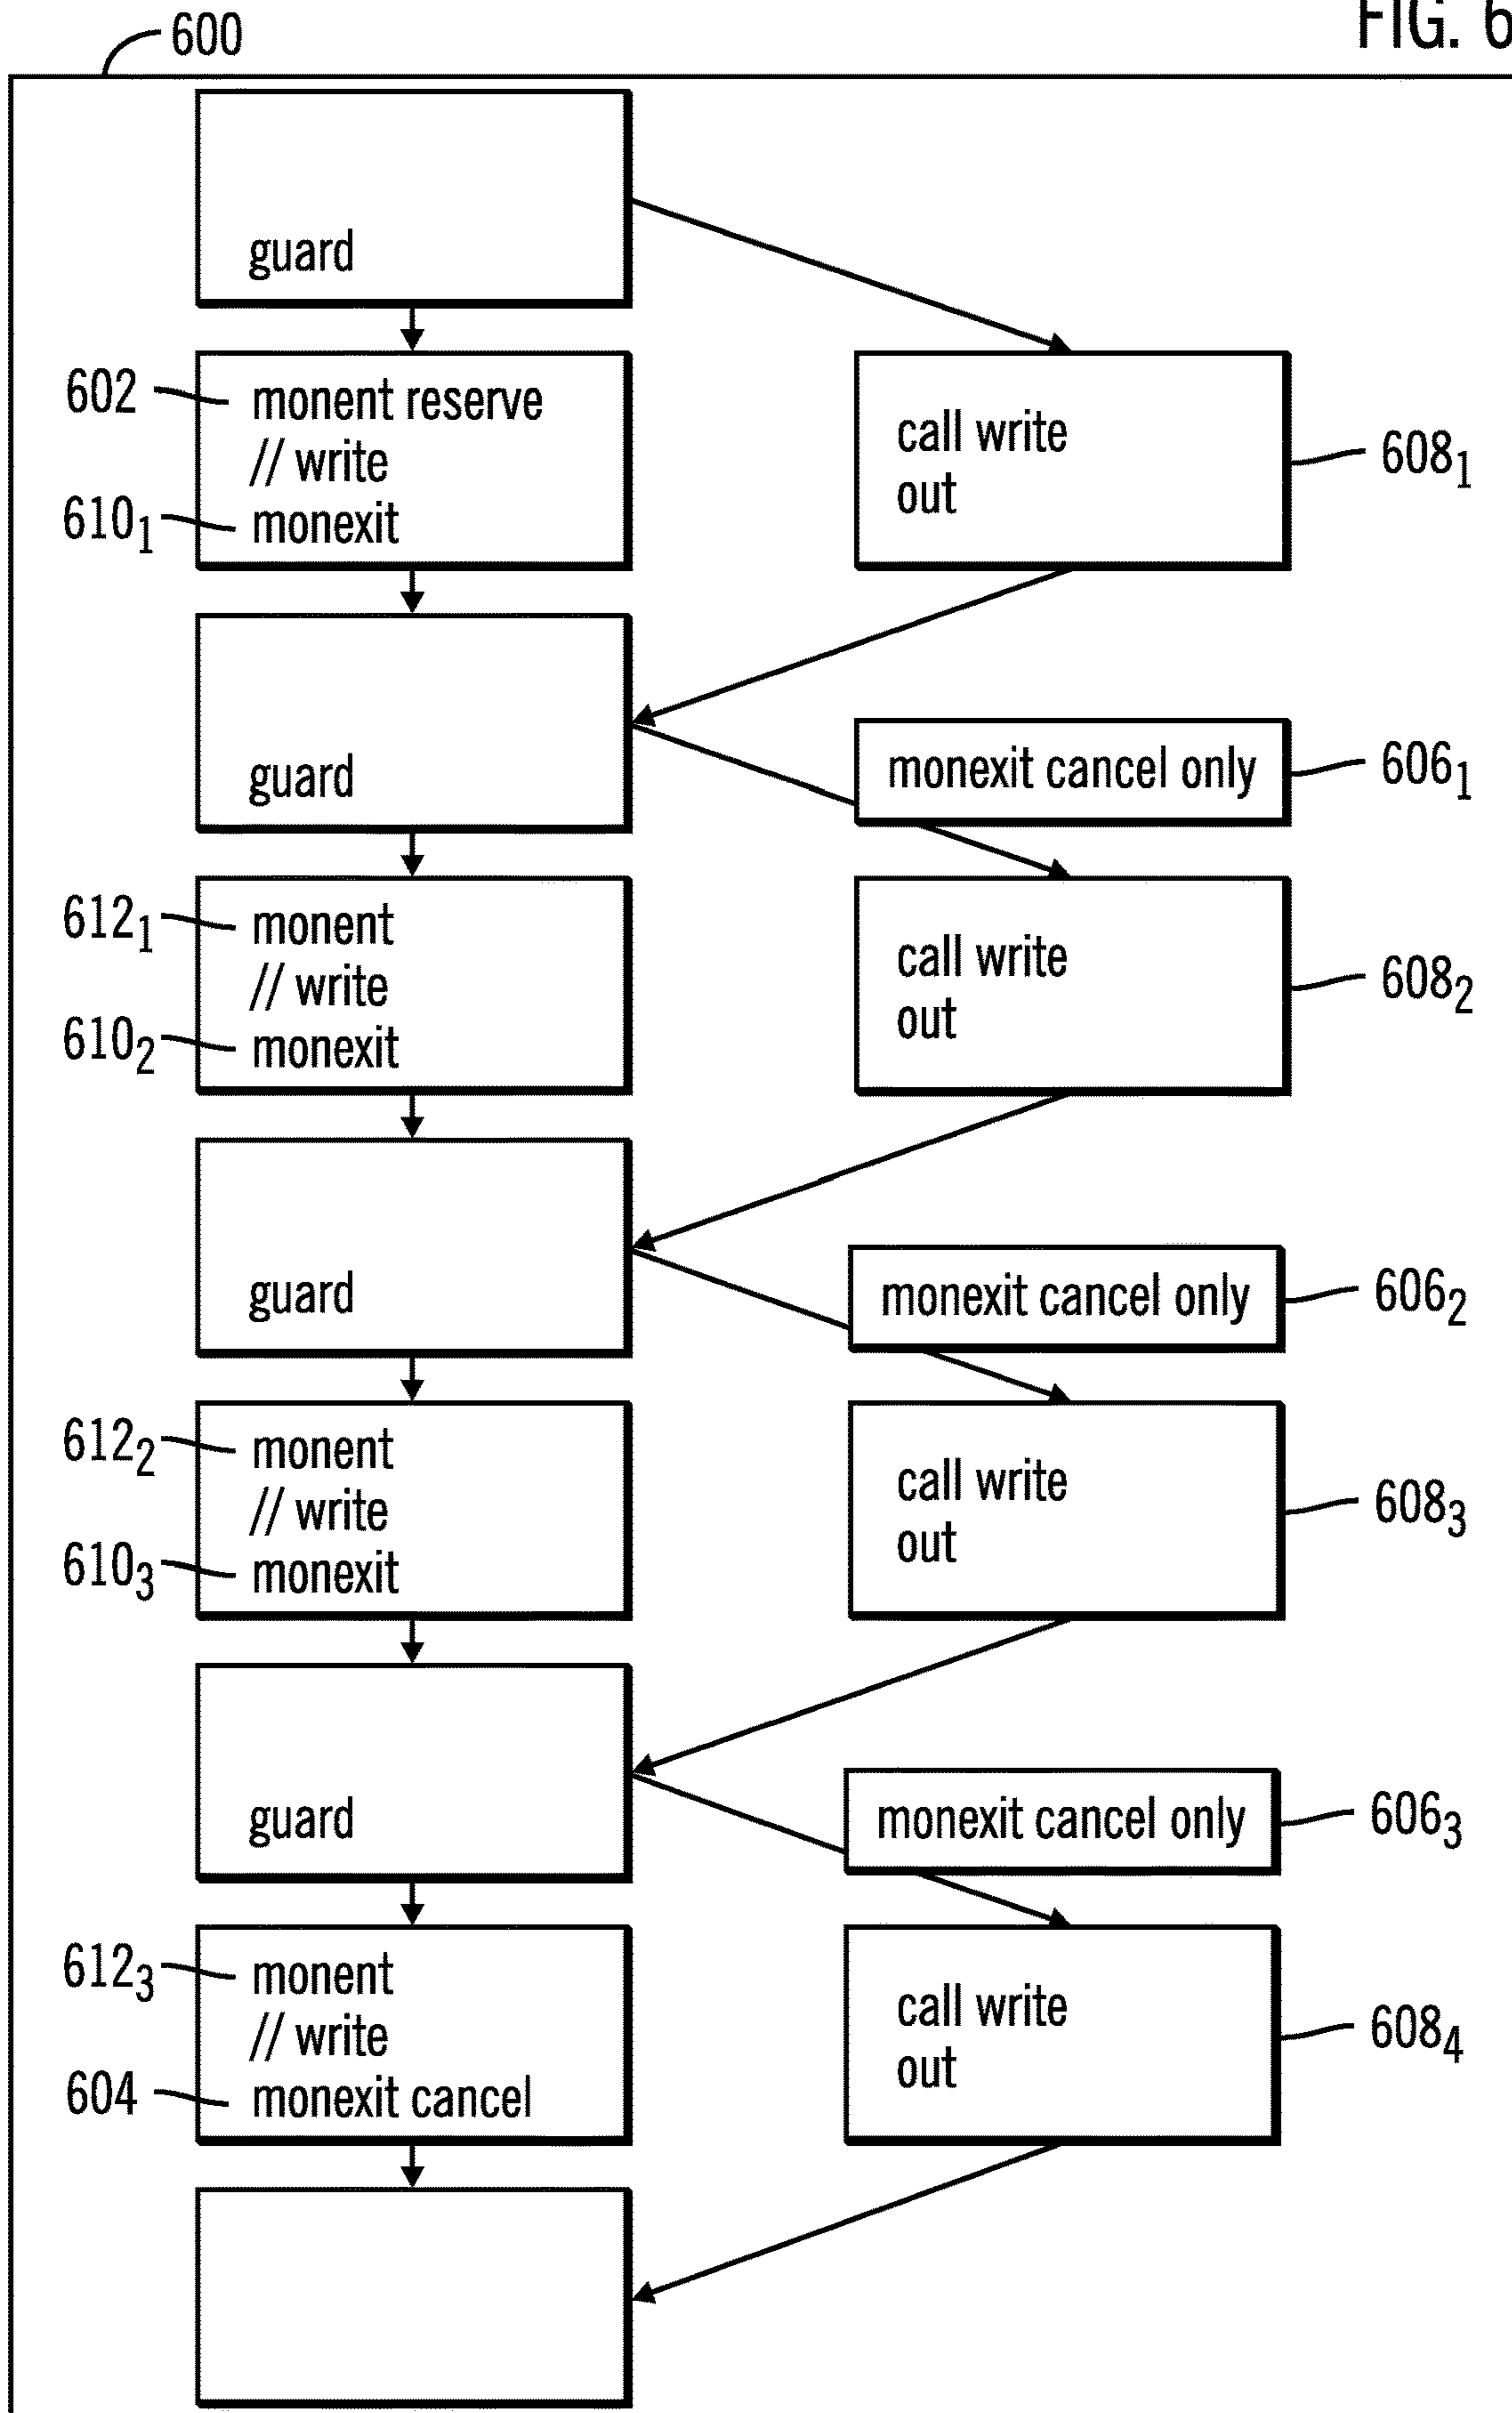 FIG. 6
600
guard
602
monent reserve
// write
610₁
monexit
call write
out
608₁
guard
monexit cancel only
606₁
612₁
monent
// write
610₂
monexit
call write
out
608₂
guard
monexit cancel only
606₂
612₂
monent
// write
610₃
monexit
call write
out
608₃
guard
monexit cancel only
606₃
612₃
monent
// write
604
monexit cancel
call write
out
608₄